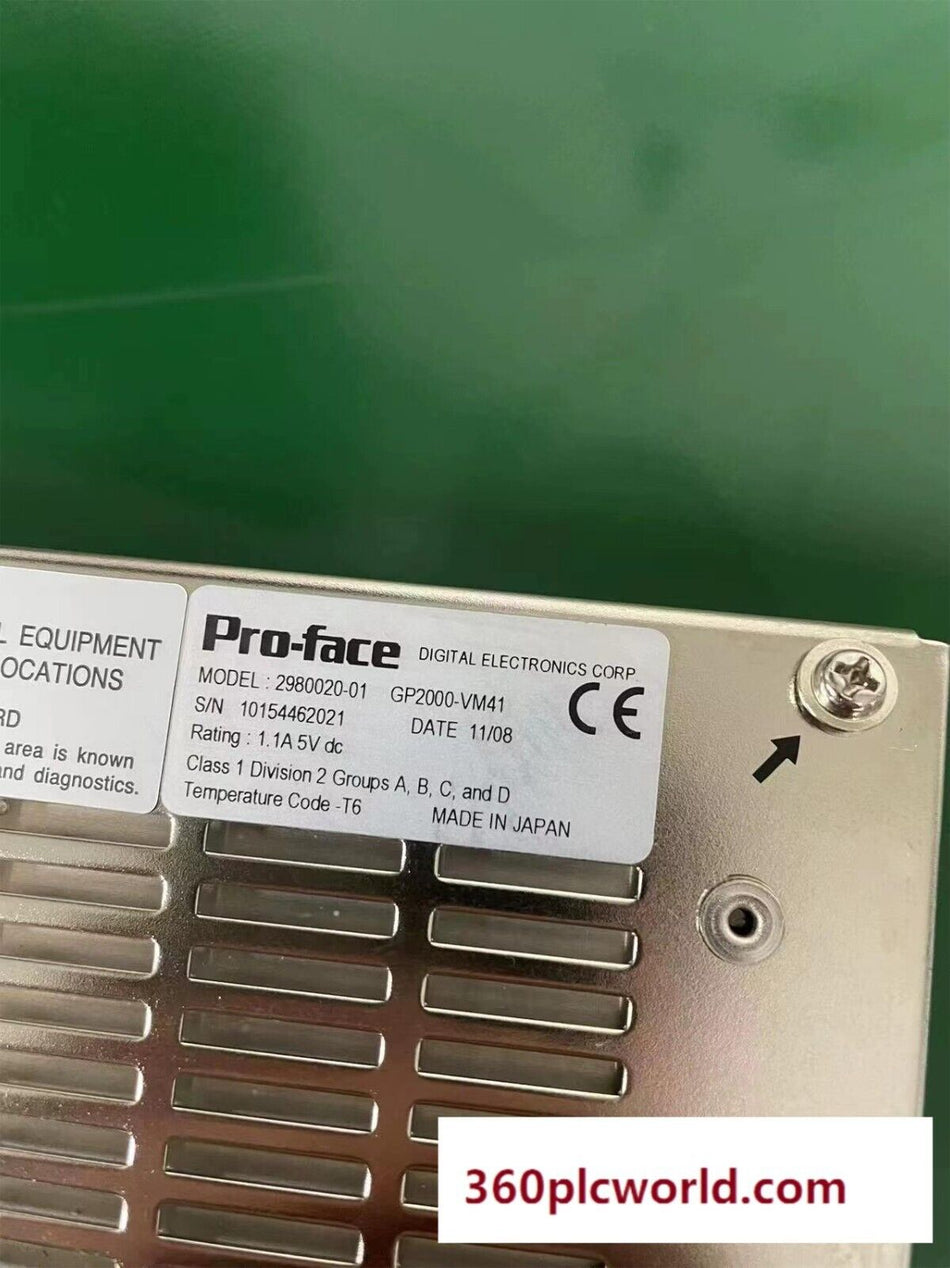 L EQUIPMENT
OCATIONS
RD
area is known
nd diagnostics.
Pro-face DIGITAL ELECTRONICS CORP.
MODEL : 2980020-01 GP2000-VM41
S/N 10154462021 DATE 11/08
Rating : 1.1A 5V dc
CE
Class 1 Division 2 Groups A, B, C, and D
Temperature Code -T6 MADE IN JAPAN
360plcworld.com